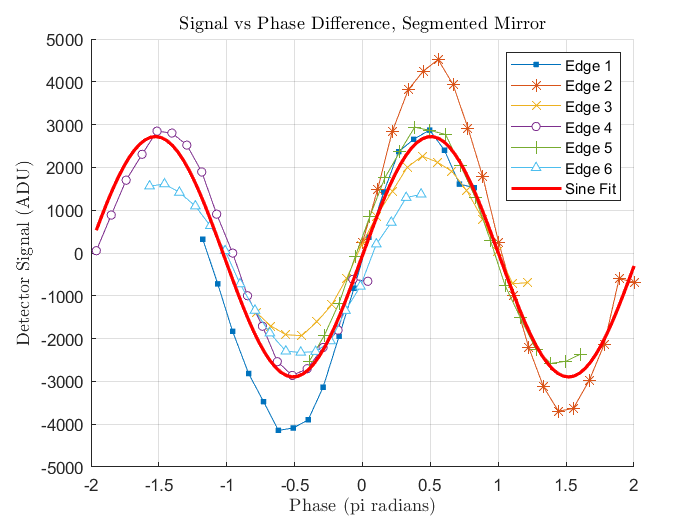 Signal vs Phase Difference, Segmented Mirror
Detector Signal (ADU)
5000
4000
3000
2000
1000
0
-1000
-2000
-3000
-4000
-5000
Edge 1
Edge 2
Edge 3
Edge 4
Edge 5
Edge 6
Sine Fit
-2 -1.5 -1 -0.5 0 0.5 1 1.5 2
Phase (pi radians)